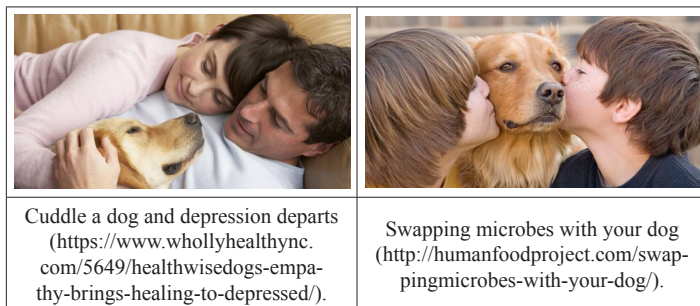 Cuddle a dog and depression departs
(https://www.whollyhealthync.
com/5649/healthwisedogs-empa-
thy-brings-healing-to-depressed/).
Swapping microbes with your dog
(http://humanfoodproject.com/swap-
pingmicrobes-with-your-dog/).